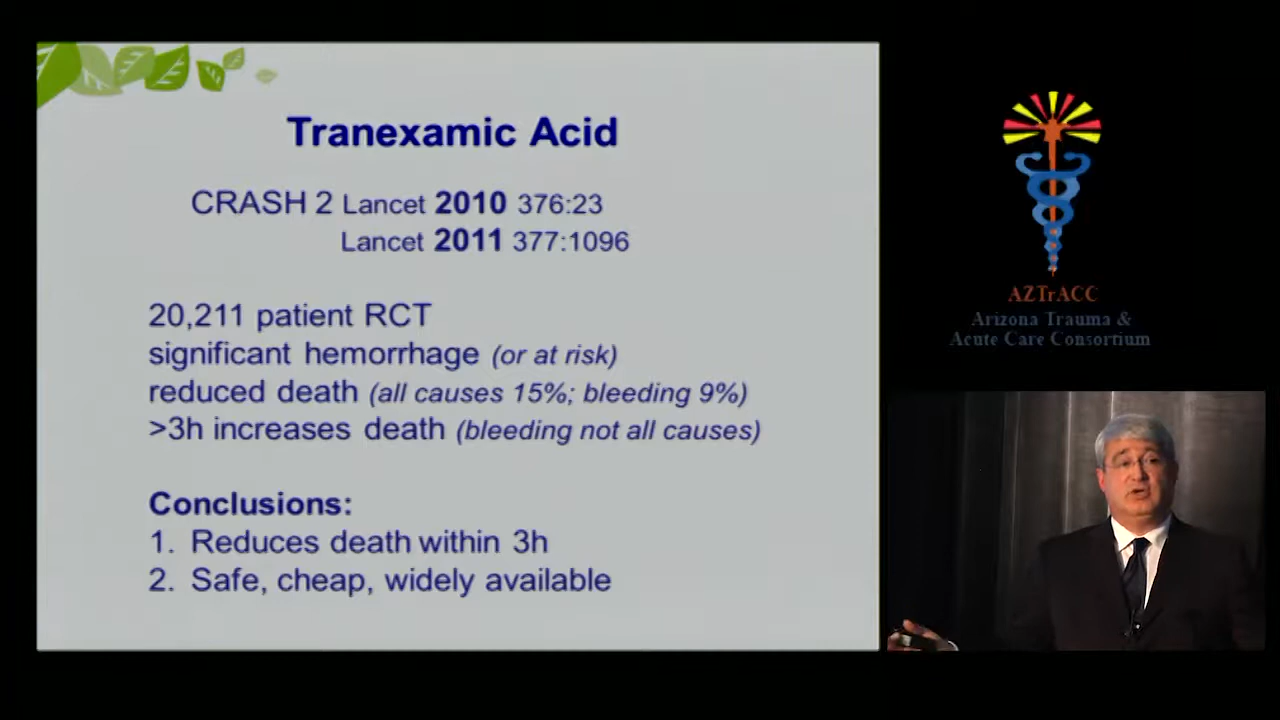 Tranexamic Acid
CRASH 2 Lancet 2010 376:23
Lancet 2011 377:1096
20,211 patient RCT
significant hemorrhage (or at risk)
reduced death (all causes 15%; bleeding 9%)
>3h increases death (bleeding not all causes)
Conclusions:
1. Reduces death within 3h
2. Safe, cheap, widely available
AZTrACC
Arizona Trauma &
Acute Care Consortium